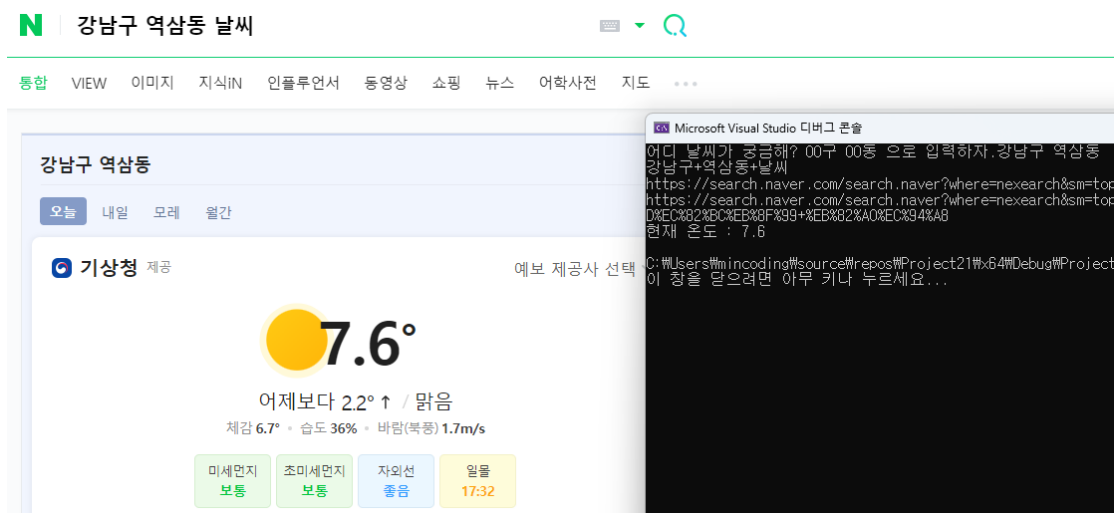 N 강남구 역삼동 날씨
통합 VIEW 이미지 지식iN 인플루언서 동영상 쇼핑 뉴스 어학사전 지도
강남구 역삼동
오늘 내일 모레 월간
기상청 제공 예보 제공사 선택
7.6°
어제보다 2.2° ↑ / 맑음
체감 6.7° • 습도 36% • 바람(북풍) 1.7m/s
미세먼지 초미세먼지 자외선 일몰
보통 보통 좋음 17:32
Microsoft Visual Studio 디버그 콘솔
어디 날씨가 궁금해? 00구 00동 으로 입력하자.강남구 역삼동
강남구+역삼동+날씨
https://search.naver.com/search.naver?where=nexearch&sm=top
https://search.naver.com/search.naver?where=nexearch&sm=top
D%EC%82%BC%EB%8F%99+%EB%82%A0%EC%94%A8
현재 온도 : 7.6
C:₩Users₩mincoding₩source₩repos₩Project21₩x64₩Debug₩Project
이 창을 닫으려면 아무 키나 누르세요...